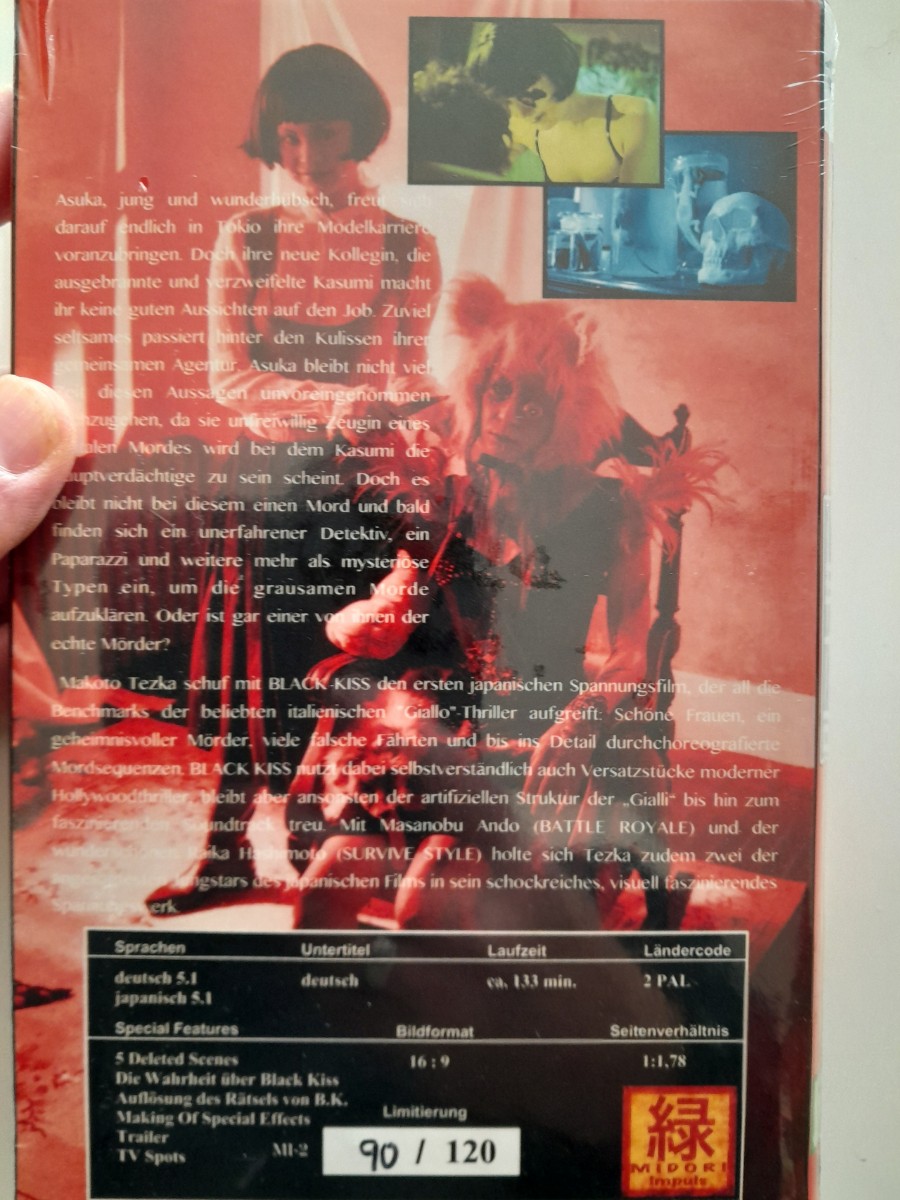 Asuka, jung und wunderhübsch, freut sich
darauf endlich in Tokio ihre Modelkarriere
voranzubringen. Doch ihre neue Kollegin, die
ausgebrannte und verzweifelte Kasumi macht
ihr keine guten Aussichten auf den Job. Zuviel
seltsames passiert hinter den Kulissen ihrer
gemeinsamen Agentur. Asuka bleibt nicht viel
diesen Aussagen unvoreingenommen
da sie unfreiwillig Zeugin eines
Mordes wird bei dem Kasumi die
Hauptverdächtige zu sein scheint. Doch es
bleibt nicht bei diesem einen Mord und bald
finden sich ein unerfahrener Detektiv, ein
Paparazzi und weitere mehr als mysteriöse
Typen ein, um die grausamen Morde
aufzuklären. Oder ist gar einer von ihnen der
echte Mörder?
Makoto Tezka schuf mit BLACK-KISS den ersten japanischen Spannungsfilm, der all die
Benchmarks der beliebten italienischen "Giallo"-Thriller aufgreift: Schöne Frauen, ein
geheimnisvoller Mörder, viele falsche Fährten und bis ins Detail durchchoreografierte
Mordsequenzen. BLACK KISS nutzt dabei selbstverständlich auch Versatzstücke moderner
Hollywoodthriller, bleibt aber ansonsten der artifiziellen Struktur der „Gialli“ bis hin zum
faszinierenden Soundtrack treu. Mit Masanobu Ando (BATTLE ROYALE) und der
Hashimoto (SURVIVE STYLE) holte sich Tezka zudem zwei der
des japanischen Films in sein schockreiches, visuell faszinierendes
Sprachen Untertitel Laufzeit Ländercode
deutsch 5.1 deutsch ca. 133 min. 2 PAL
japanisch 5.1
Special Features Bildformat Seitenverhältnis
5 Deleted Scenes 16 : 9 1:1,78
Die Wahrheit über Black Kiss
Auflösung des Rätsels von B.K.
Making Of Special Effects Limitierung
Trailer
TV Spots MI-2 90 / 120
緑
MIDORI
Impuls